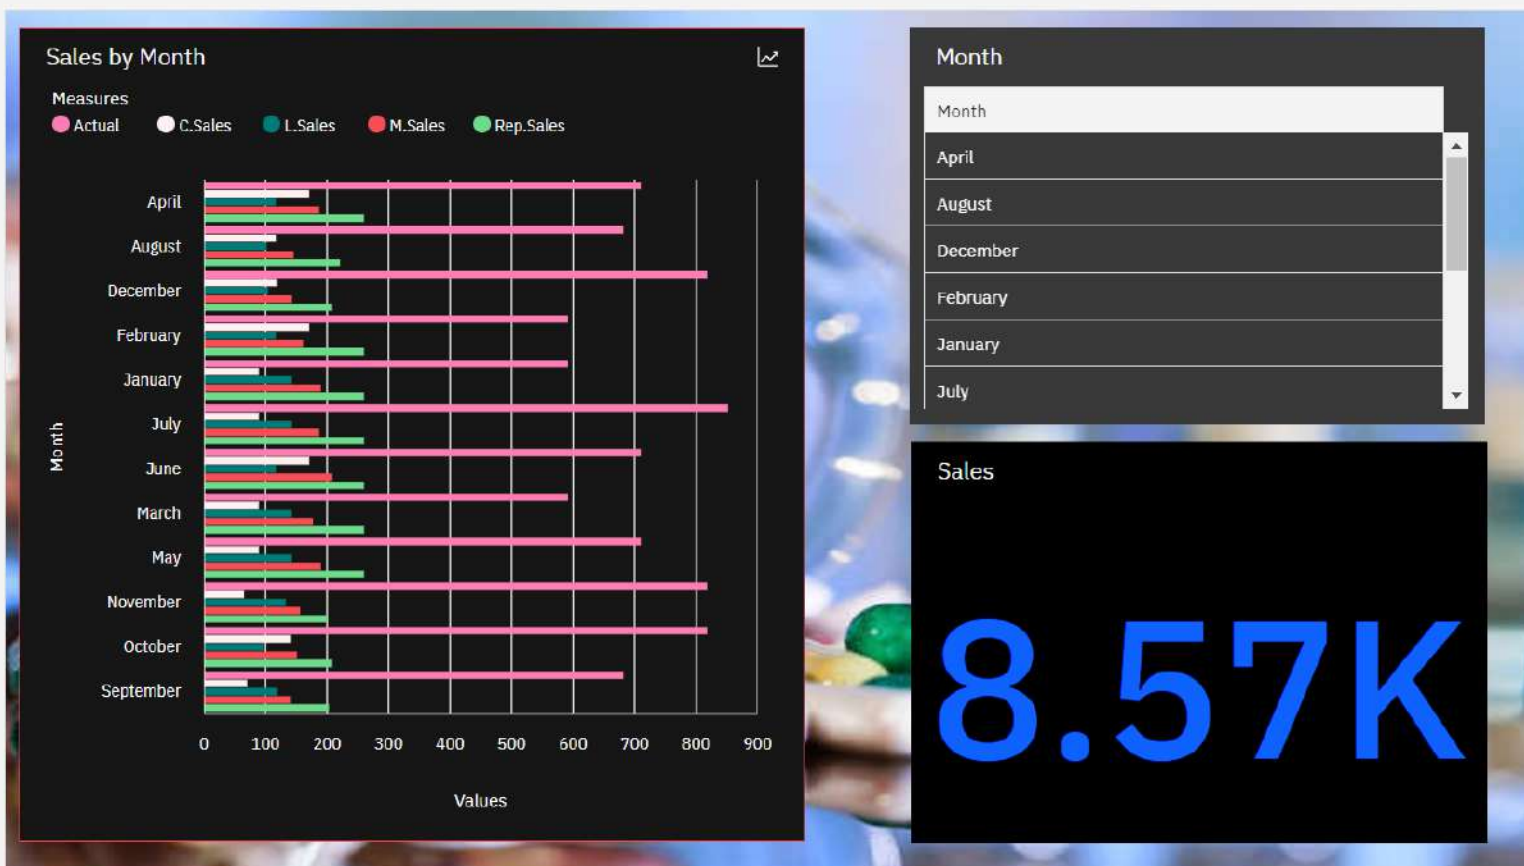 Sales by Month
Measures
Actual C.Sales L.Sales M.Sales Rep.Sales
Month
April
August
December
February
January
July
June
March
May
November
October
September
0 100 200 300 400 500 600 700 800 900
Values
Month
Month
April
August
December
February
January
July
Sales
8.57K